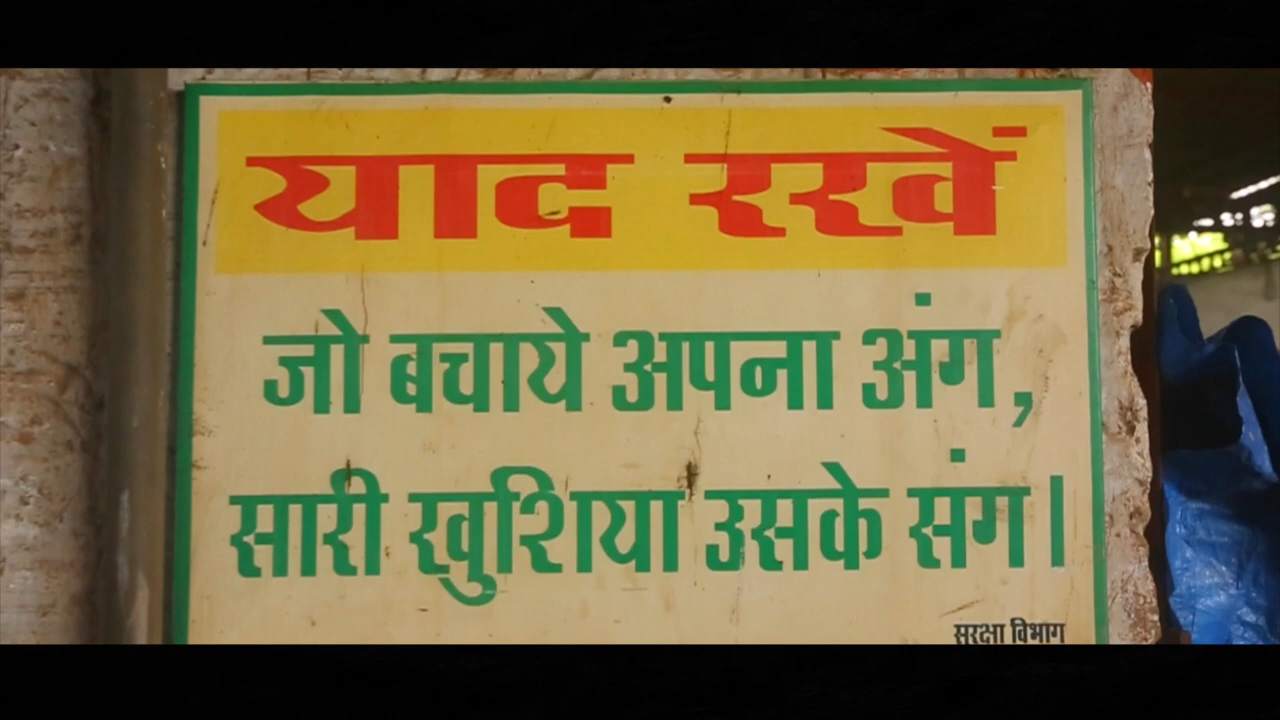 याद रखें
जो बचाये अपना अंग,
सारी खुशिया उसके संग।
सुरक्षा विभाग